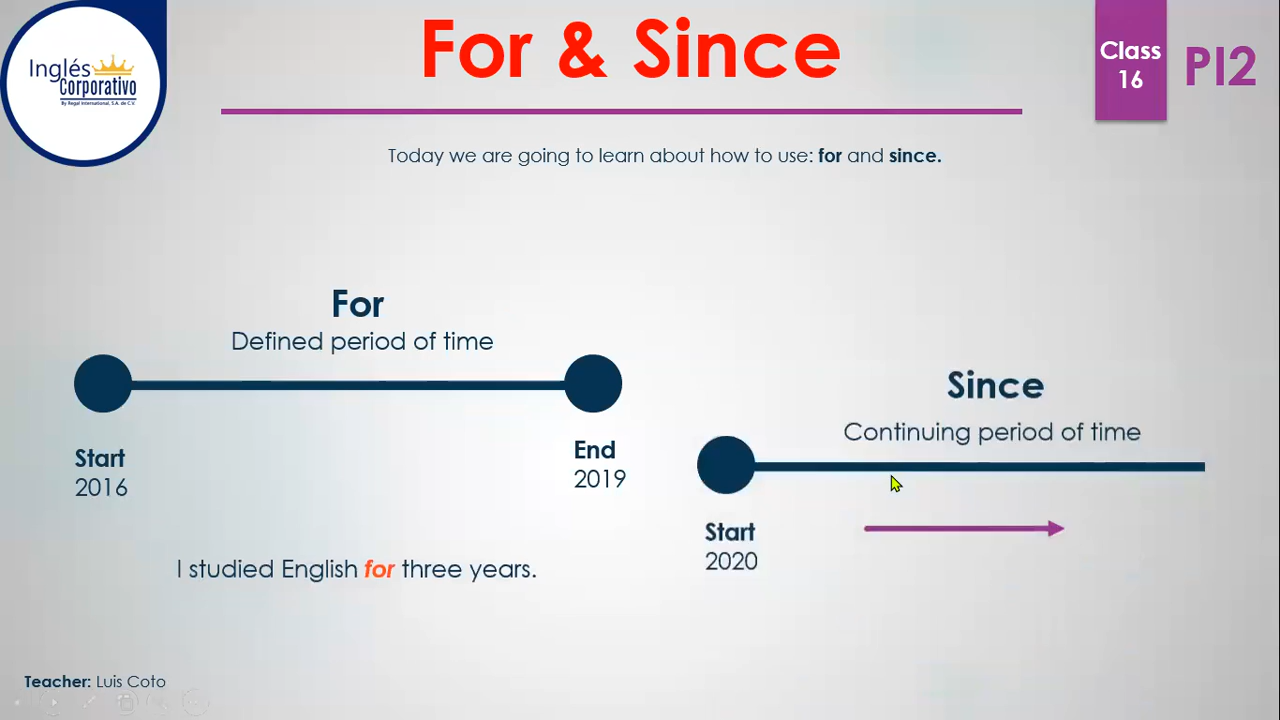 Inglés
Corporativo
By Regal International, S.A. de C.V.
For & Since
Class
16
PI2
Today we are going to learn about how to use: for and since.
For
Defined period of time
Start
2016
End
2019
I studied English for three years.
Since
Continuing period of time
Start
2020
Teacher: Luis Coto